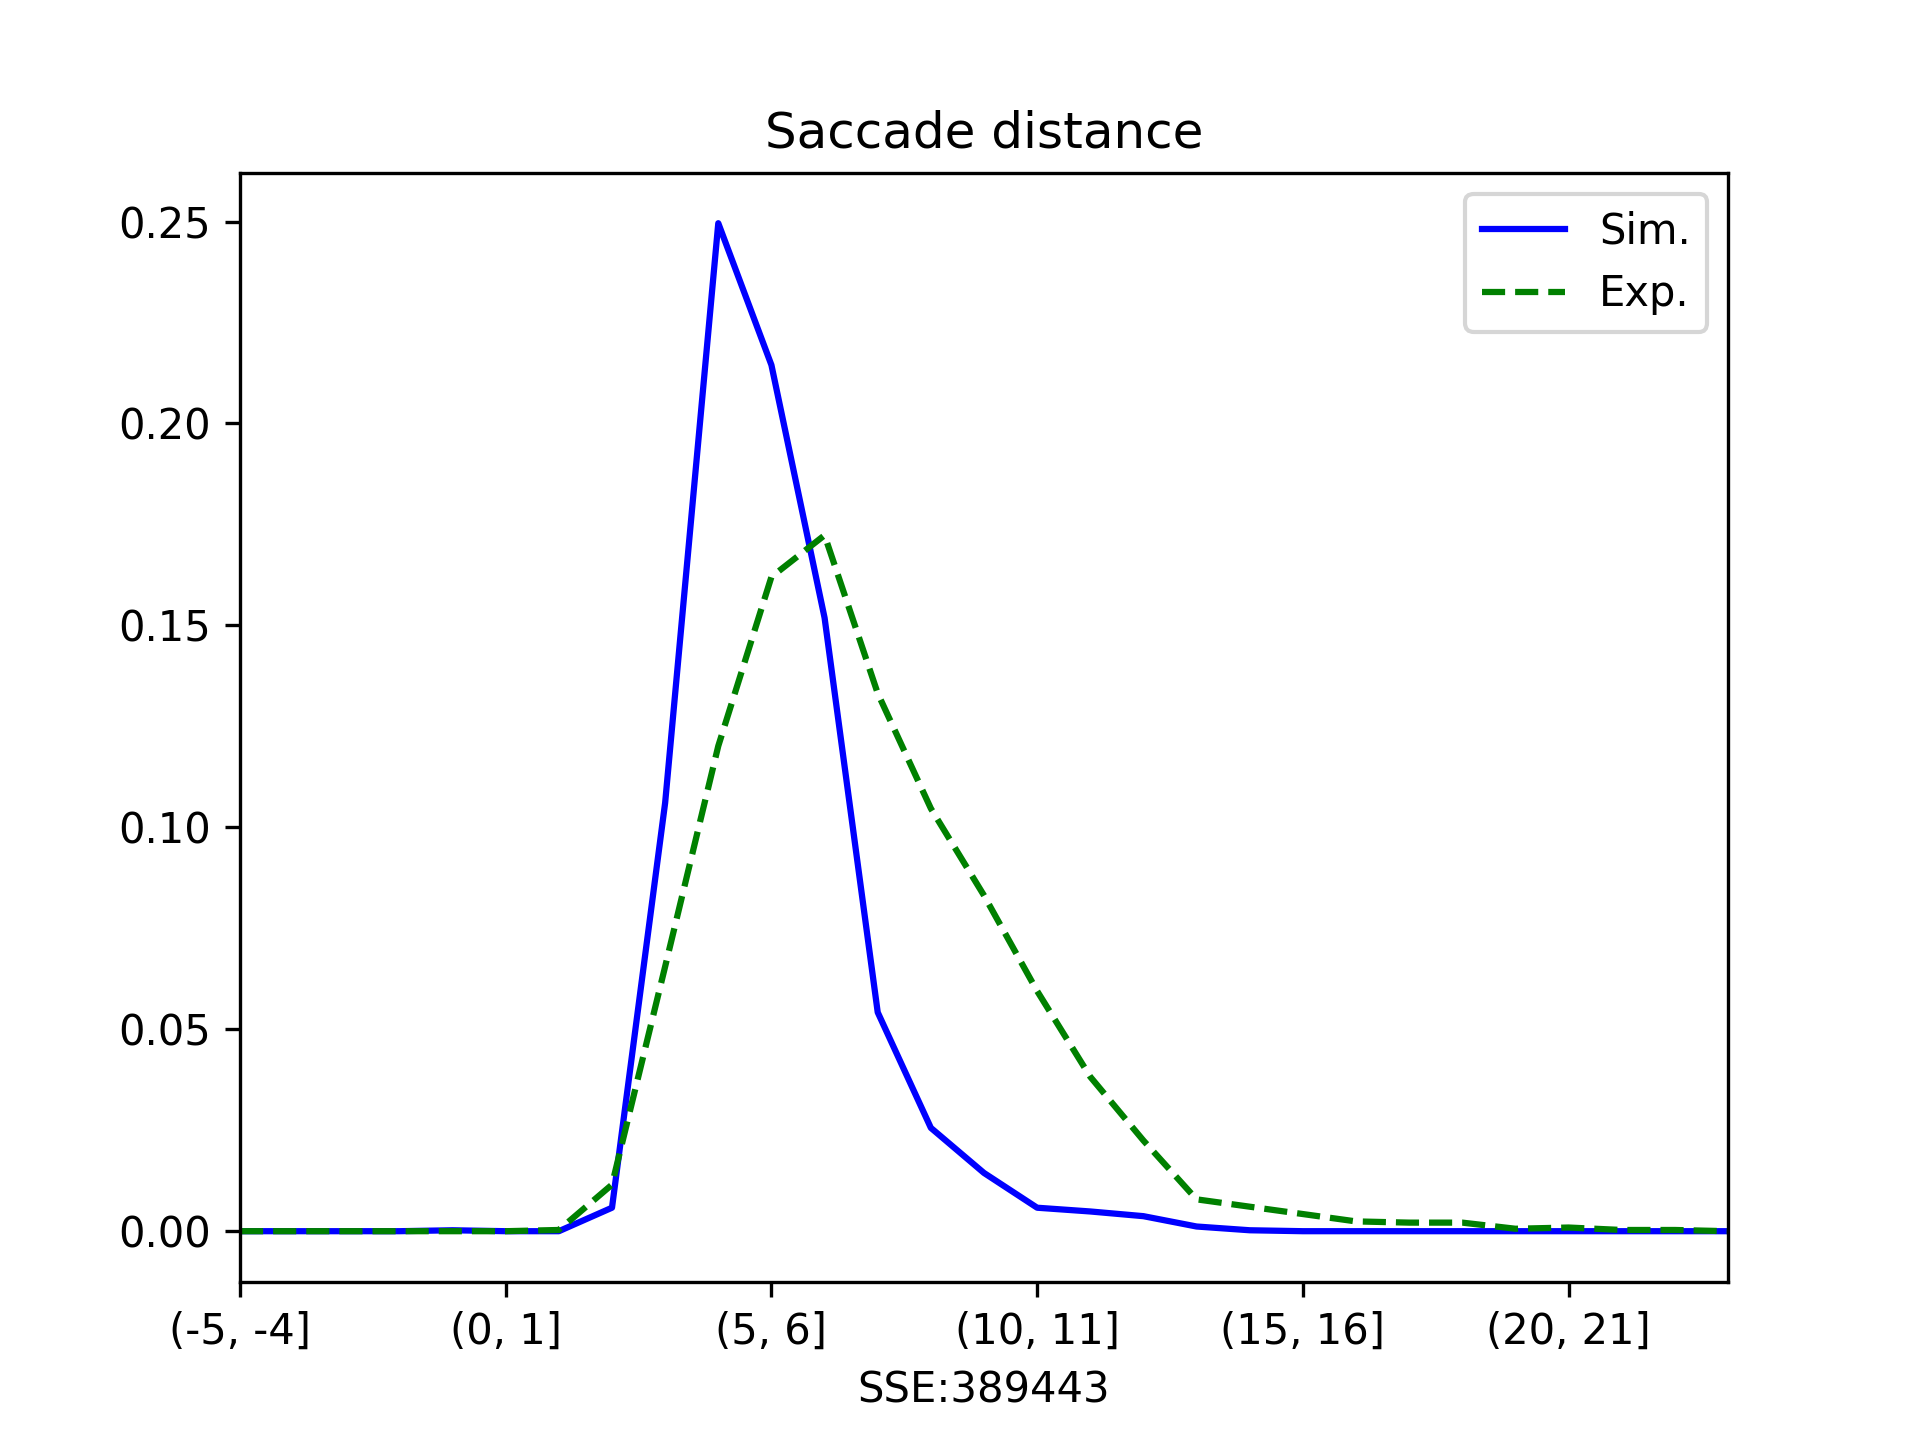 Saccade distance
Sim.
Exp.
0.25
0.20
0.15
0.10
0.05
0.00
(-5, -4] (0, 1] (5, 6] (10, 11] (15, 16] (20, 21]
SSE:389443